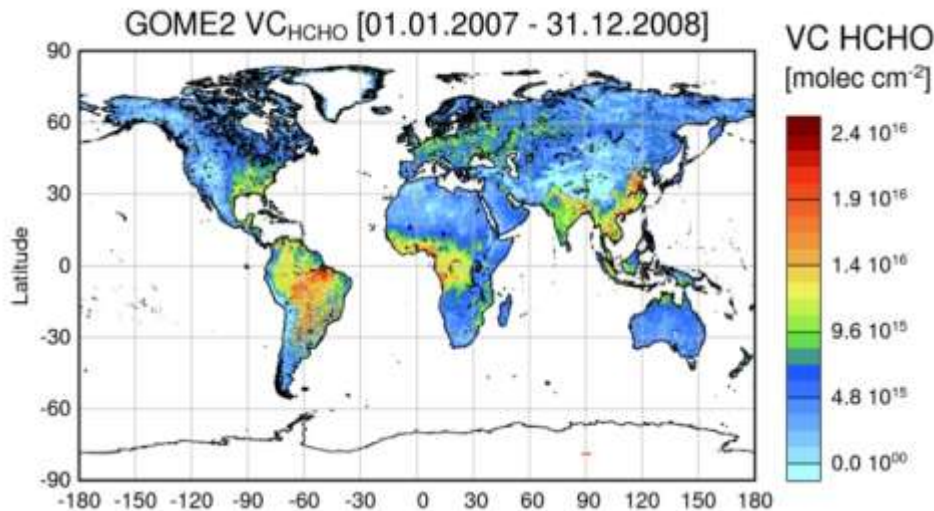 GOME2 VCHCHO [01.01.2007 - 31.12.2008]
VC HCHO
[molec cm-2]
90
60
30
0
-30
-60
-90
Latitude
-180 -150 -120 -90 -60 -30 0 30 60 90 120 150 180
2.4 10¹⁶
1.9 10¹⁶
1.4 10¹⁶
9.6 10¹⁵
4.8 10¹⁵
0.0 10⁰⁰